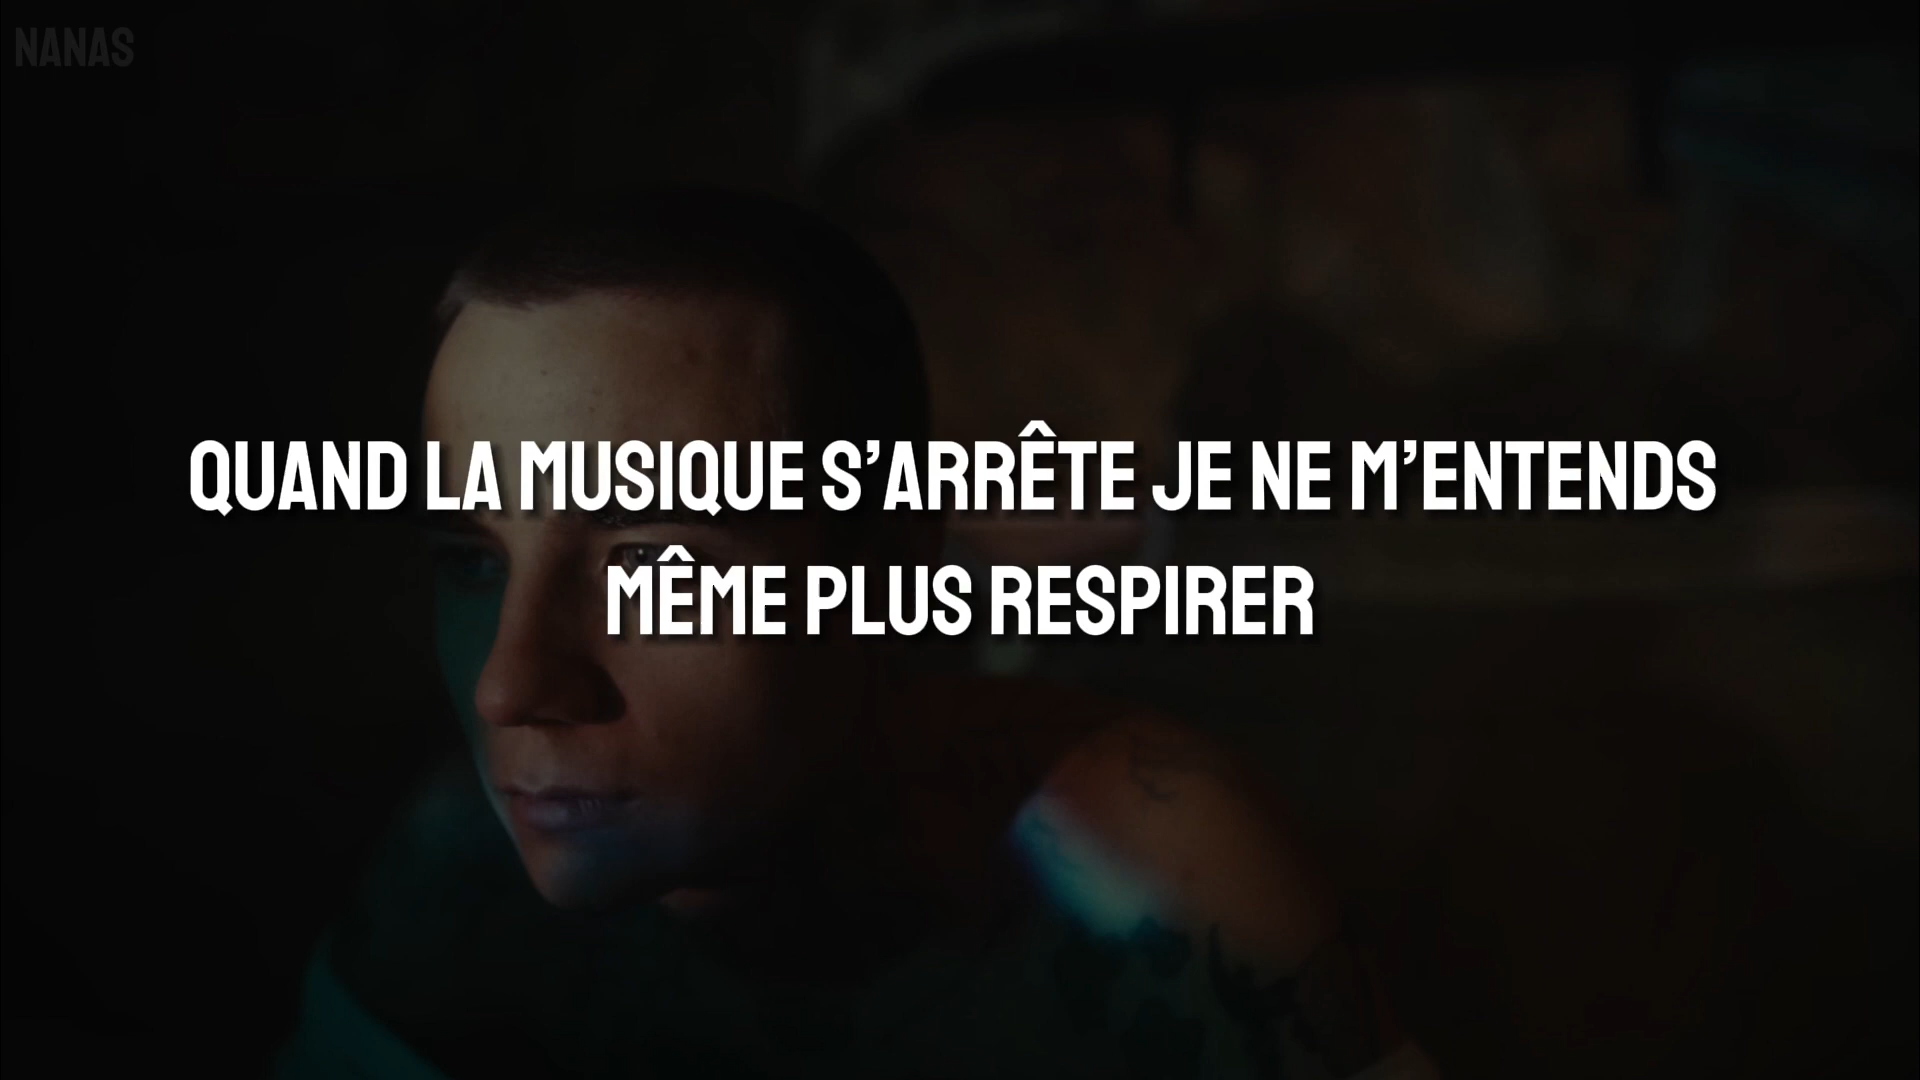 NANAS
QUAND LA MUSIQUE S’ARRÊTE JE NE M’ENTENDS
MÊME PLUS RESPIRER